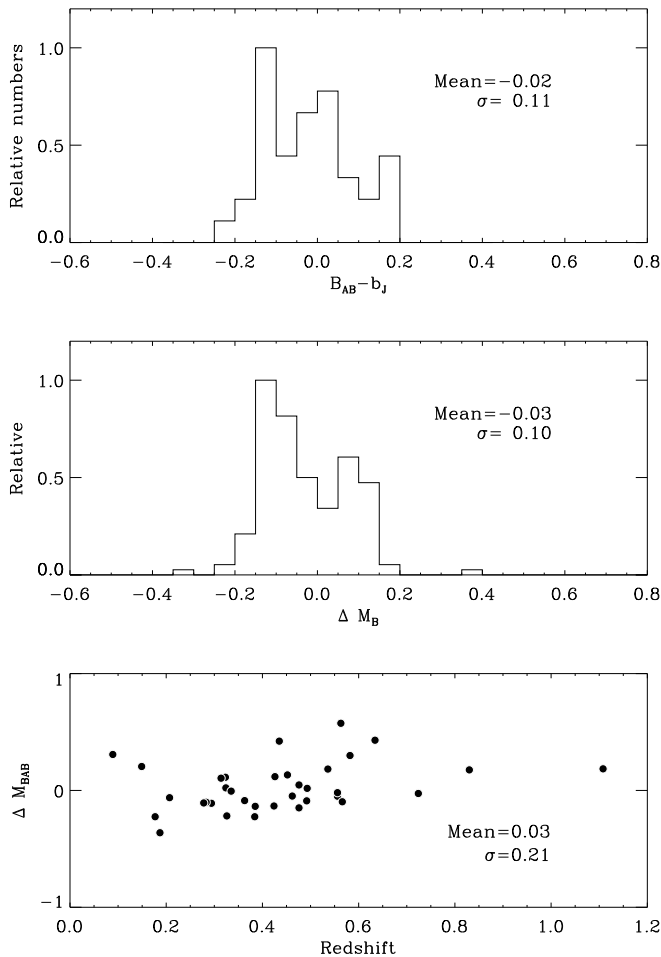 Relative numbers
1.0
0.5
0.0
Mean=−0.02
σ= 0.11
−0.6 −0.4 −0.2 0.0 0.2 0.4 0.6 0.8
B_AB−b_J
Relative
1.0
0.5
0.0
Mean=−0.03
σ= 0.10
−0.6 −0.4 −0.2 0.0 0.2 0.4 0.6 0.8
Δ M_B
Δ M_BAB
1
0
−1
Mean=0.03
σ=0.21
0.0 0.2 0.4 0.6 0.8 1.0 1.2
Redshift